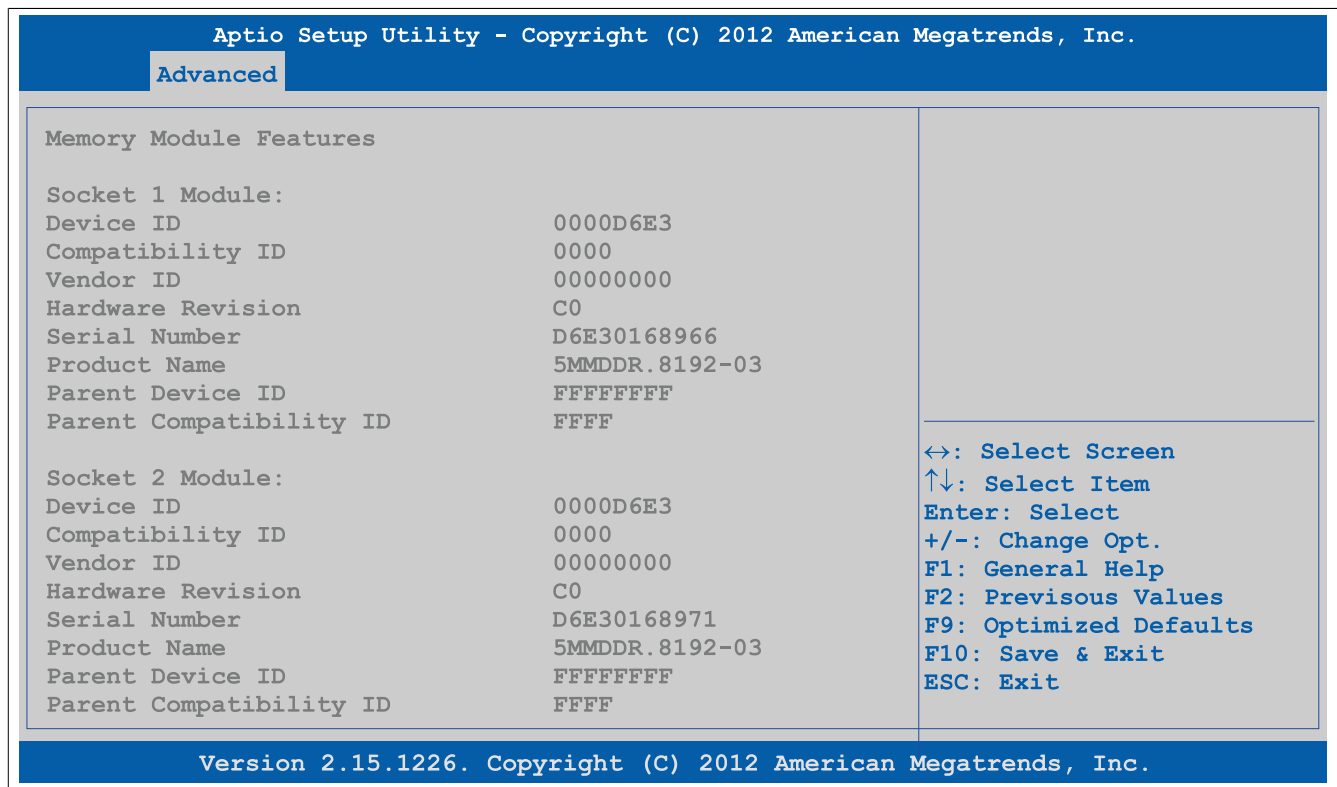 Aptio Setup Utility - Copyright (C) 2012 American Megatrends, Inc.
Advanced
Memory Module Features
Socket 1 Module:
Device ID 0000D6E3
Compatibility ID 0000
Vendor ID 00000000
Hardware Revision C0
Serial Number D6E30168966
Product Name 5MMDDR.8192-03
Parent Device ID FFFFFFFF
Parent Compatibility ID FFFF
Socket 2 Module:
Device ID 0000D6E3
Compatibility ID 0000
Vendor ID 00000000
Hardware Revision C0
Serial Number D6E30168971
Product Name 5MMDDR.8192-03
Parent Device ID FFFFFFFF
Parent Compatibility ID FFFF
↔: Select Screen
↑↓: Select Item
Enter: Select
+/-: Change Opt.
F1: General Help
F2: Previsous Values
F9: Optimized Defaults
F10: Save & Exit
ESC: Exit
Version 2.15.1226. Copyright (C) 2012 American Megatrends, Inc.